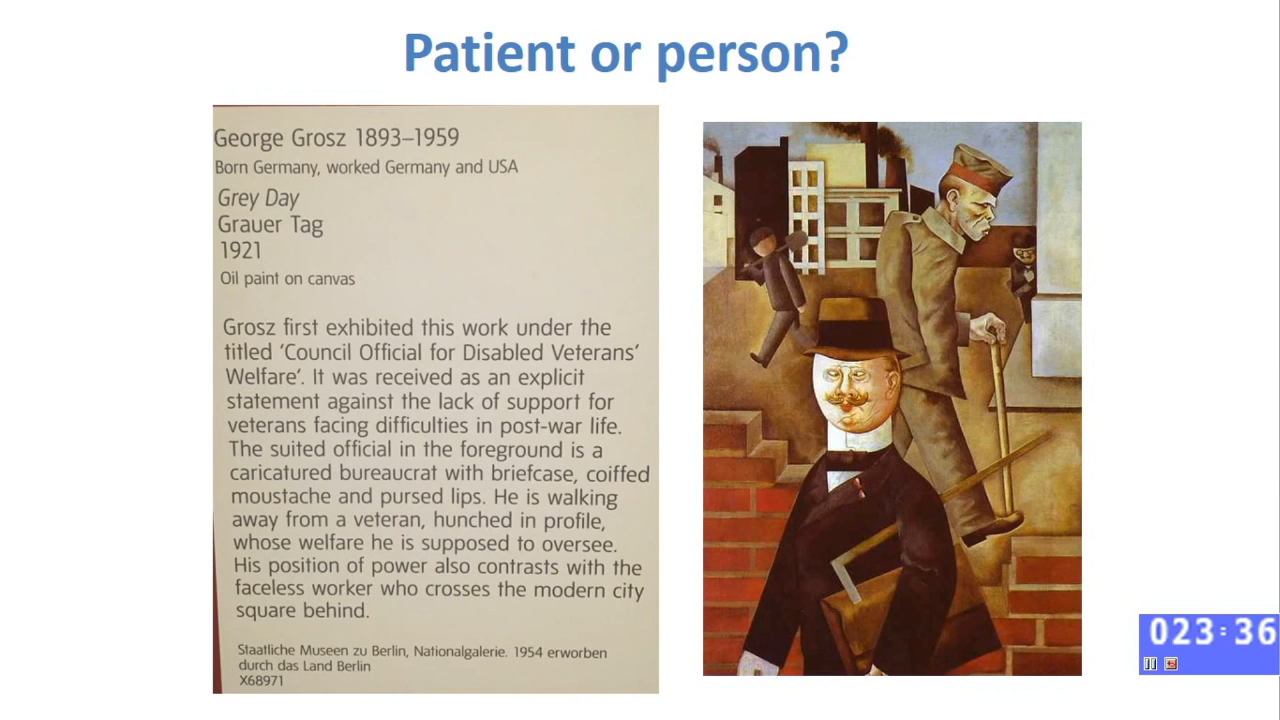 Patient or person?
George Grosz 1893–1959
Born Germany, worked Germany and USA
Grey Day
Grauer Tag
1921
Oil paint on canvas
Grosz first exhibited this work under the
titled ‘Council Official for Disabled Veterans’
Welfare’. It was received as an explicit
statement against the lack of support for
veterans facing difficulties in post-war life.
The suited official in the foreground is a
caricatured bureaucrat with briefcase, coiffed
moustache and pursed lips. He is walking
away from a veteran, hunched in profile,
whose welfare he is supposed to oversee.
His position of power also contrasts with the
faceless worker who crosses the modern city
square behind.
Staatliche Museen zu Berlin, Nationalgalerie. 1954 erworben
durch das Land Berlin
X68971
023:36